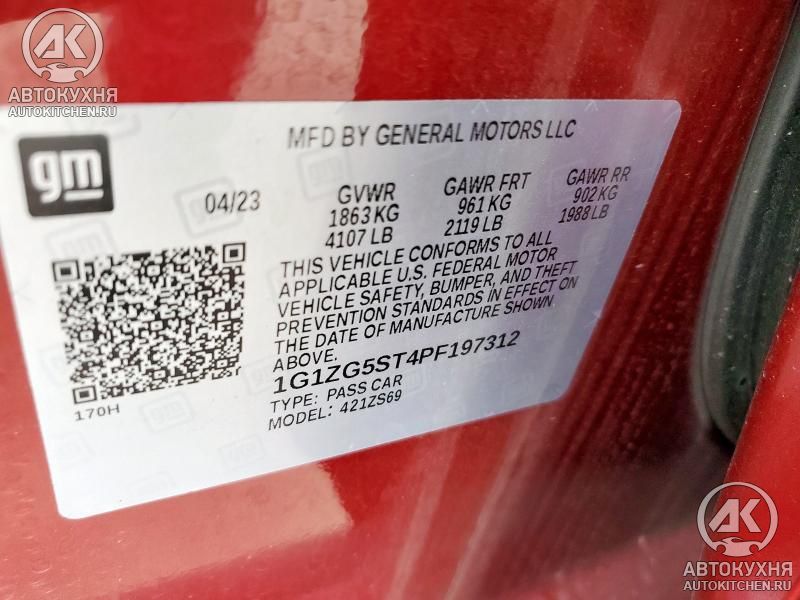 АК
АВТОКУХНЯ
AUTOKITCHEN.RU
gm
MFD BY GENERAL MOTORS LLC
04/23
GVWR
1863 KG
4107 LB
GAWR FRT
961 KG
2119 LB
GAWR RR
902 KG
1988 LB
THIS VEHICLE CONFORMS TO ALL
APPLICABLE U.S. FEDERAL MOTOR
VEHICLE SAFETY, BUMPER, AND THEFT
PREVENTION STANDARDS IN EFFECT ON
THE DATE OF MANUFACTURE SHOWN
ABOVE.
1G1ZG5ST4PF197312
TYPE: PASS CAR
MODEL: 421ZS69
170H
АК
АВТОКУХНЯ
AUTOKITCHEN.RU